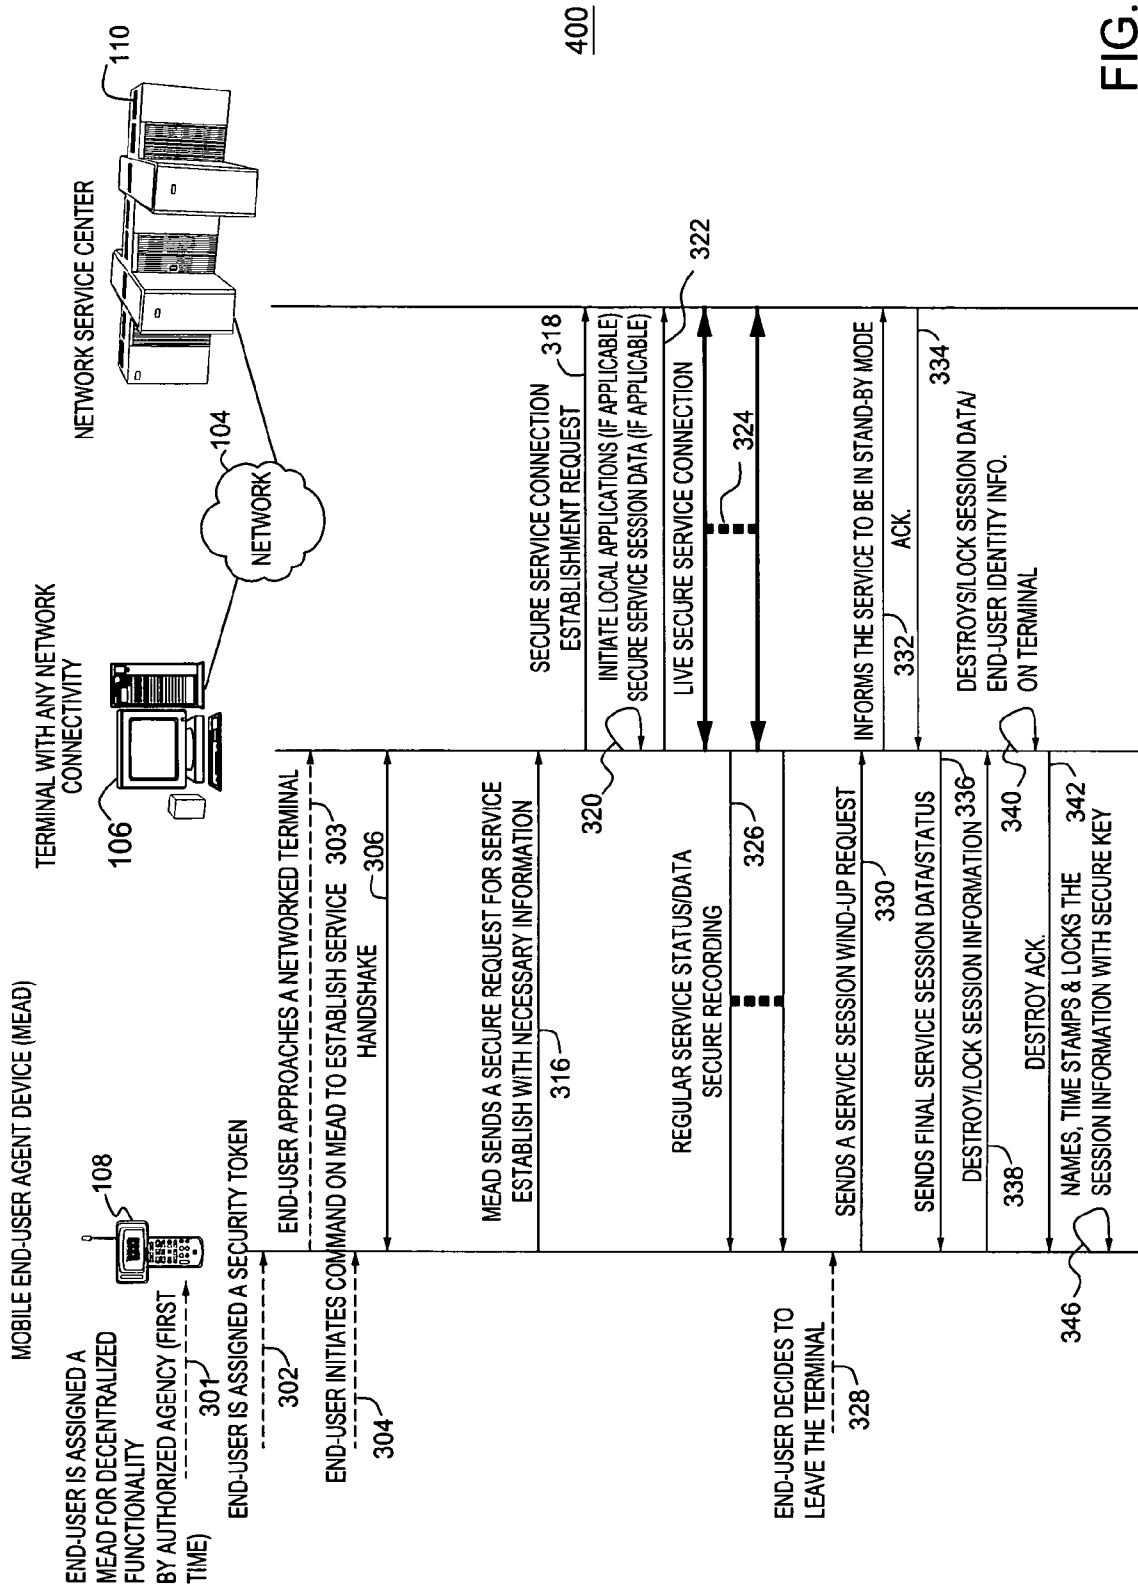 MOBILE END-USER AGENT DEVICE (MEAD)
END-USER IS ASSIGNED A
MEAD FOR DECENTRALIZED
FUNCTIONALITY
BY AUTHORIZED AGENCY (FIRST
TIME)
301
108
TERMINAL WITH ANY NETWORK
CONNECTIVITY
106
NETWORK
104
NETWORK SERVICE CENTER
110
END-USER IS ASSIGNED A SECURITY TOKEN
302
END-USER APPROACHES A NETWORKED TERMINAL
303
END-USER INITIATES COMMAND ON MEAD TO ESTABLISH SERVICE
304
HANDSHAKE
306
MEAD SENDS A SECURE REQUEST FOR SERVICE
ESTABLISH WITH NECESSARY INFORMATION
316
SECURE SERVICE CONNECTION
ESTABLISHMENT REQUEST
318
INITIATE LOCAL APPLICATIONS (IF APPLICABLE)
SECURE SERVICE SESSION DATA (IF APPLICABLE)
320
322
LIVE SECURE SERVICE CONNECTION
324
REGULAR SERVICE STATUS/DATA
SECURE RECORDING
326
END-USER DECIDES TO
LEAVE THE TERMINAL
328
SENDS A SERVICE SESSION WIND-UP REQUEST
330
INFORMS THE SERVICE TO BE IN STAND-BY MODE
332
ACK.
334
SENDS FINAL SERVICE SESSION DATA/STATUS
336
DESTROY/LOCK SESSION INFORMATION
338
DESTROYS/LOCK SESSION DATA/
END-USER IDENTITY INFO.
ON TERMINAL
340
DESTROY ACK.
342
NAMES, TIME STAMPS & LOCKS THE
SESSION INFORMATION WITH SECURE KEY
346
400
FIG.